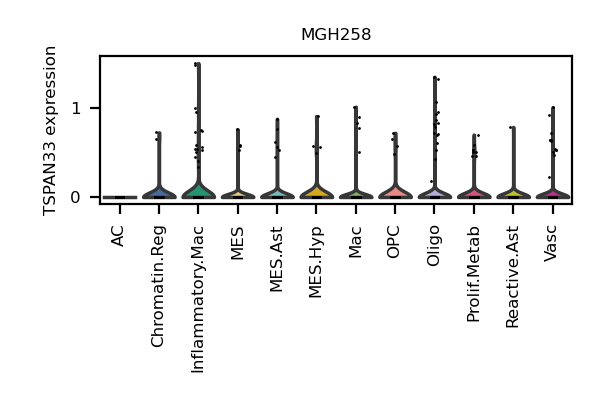 MGH258
TSPAN33 expression
1
0
AC
Chromatin.Reg
Inflammatory.Mac
MES
MES.Ast
MES.Hyp
Mac
OPC
Oligo
Prolif.Metab
Reactive.Ast
Vasc